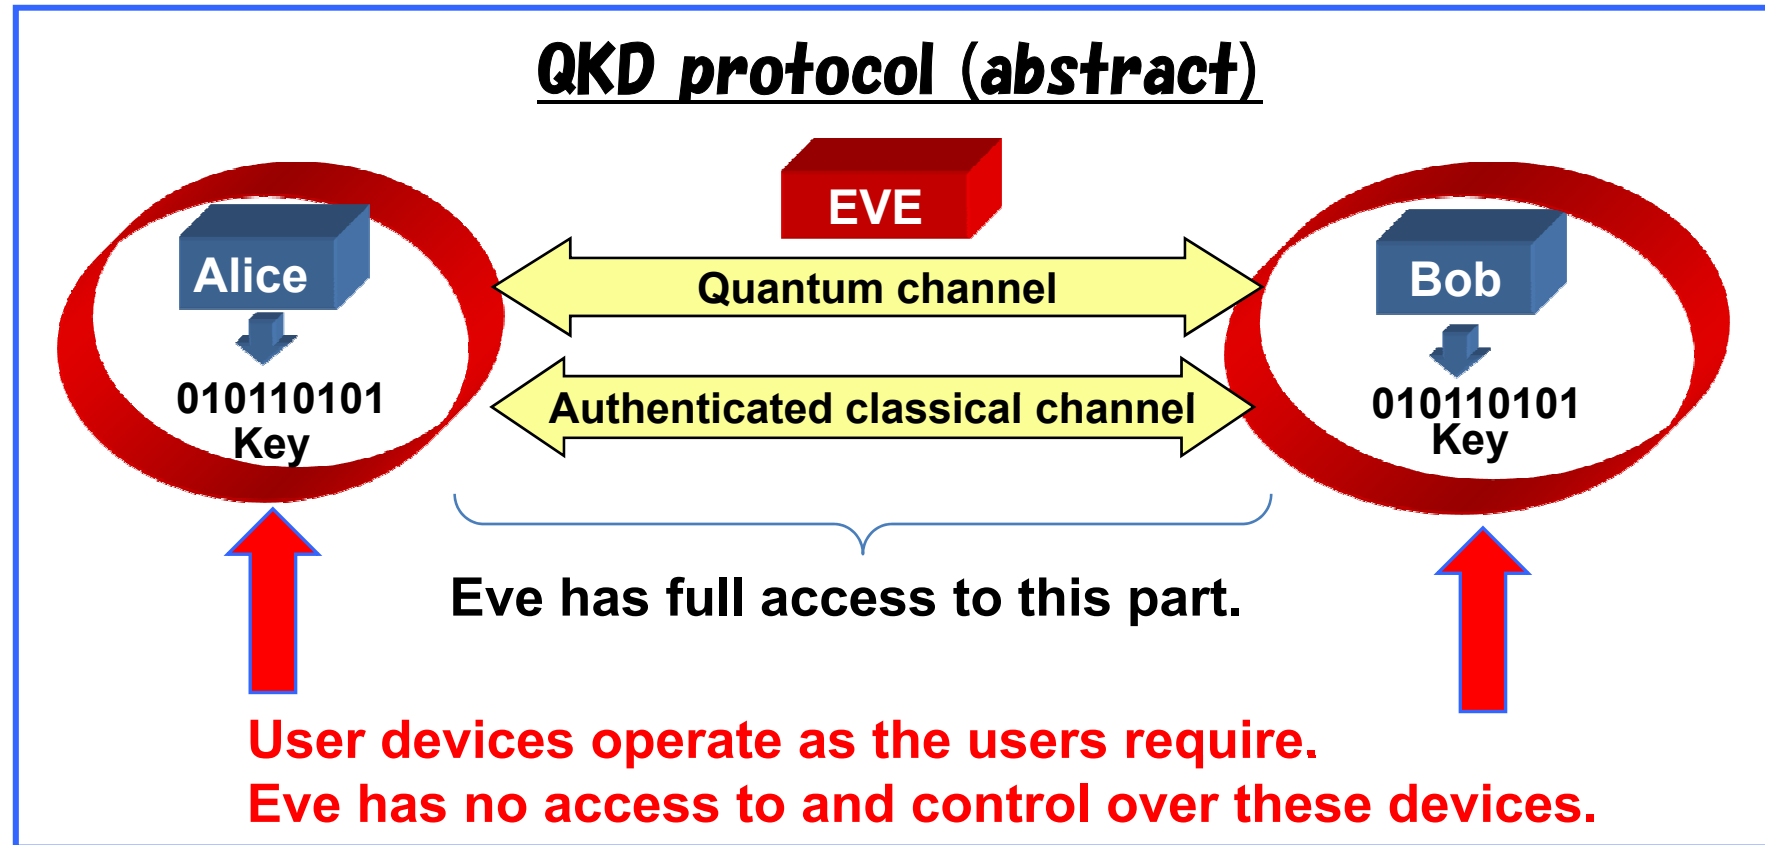 QKD protocol (abstract)
EVE
Alice
Quantum channel
Bob
010110101
Key
Authenticated classical channel
010110101
Key
Eve has full access to this part.
User devices operate as the users require.
Eve has no access to and control over these devices.